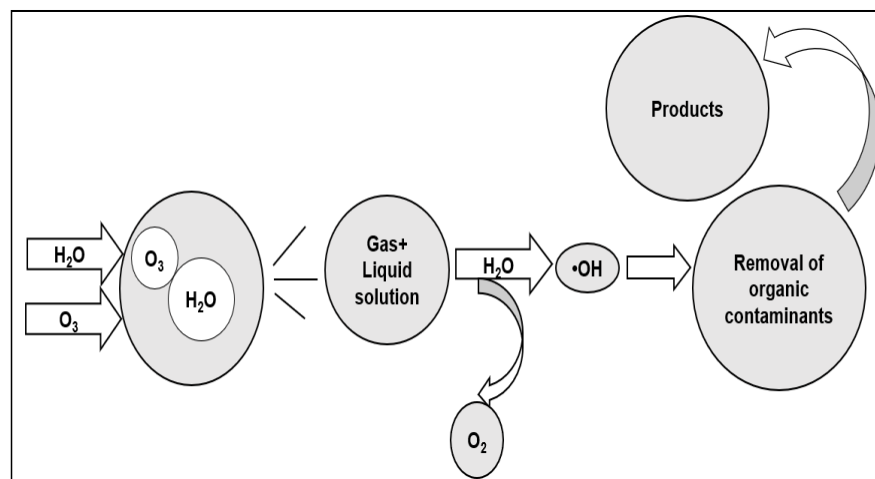 Products
H₂O
O₃
O₃
H₂O
Gas+
Liquid
solution
H₂O
•OH
Removal of
organic
contaminants
O₂